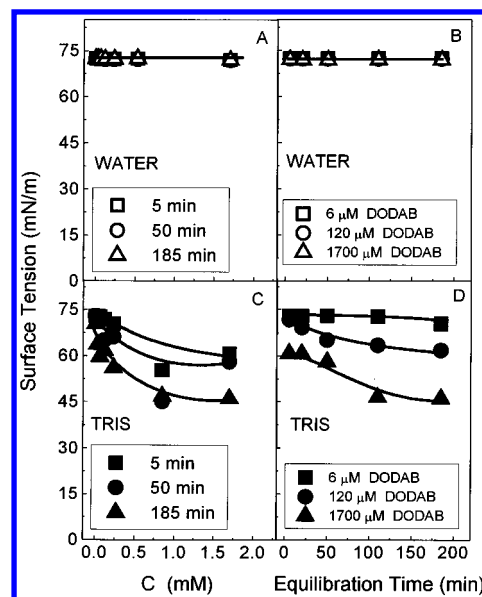 Surface Tension (mN/m)
A
75
60
45
30
15
0
WATER
5 min
50 min
185 min
B
WATER
6 μM DODAB
120 μM DODAB
1700 μM DODAB
C
75
60
45
30
15
0
TRIS
5 min
50 min
185 min
0.0 0.5 1.0 1.5 2.0
C (mM)
D
TRIS
6 μM DODAB
120 μM DODAB
1700 μM DODAB
0 50 100 150 200
Equilibration Time (min)